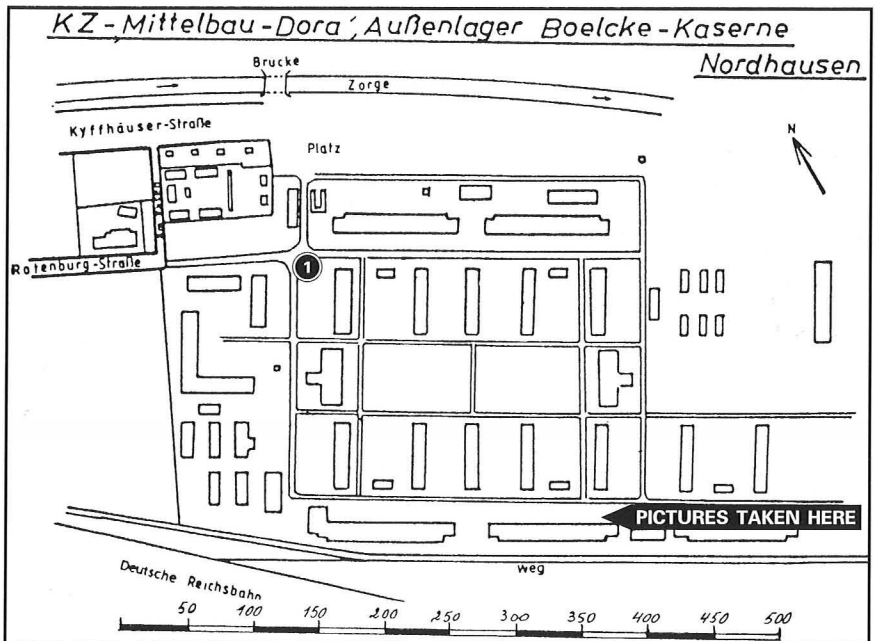 KZ-„Mittelbau-Dora", Außenlager Boelcke-Kaserne
Nordhausen
Brucke
Zorge
Kyffhäuser-Straße
Platz
N
Rotenburg-Straße
1
PICTURES TAKEN HERE
Weg
Deutsche Reichsbahn
50 100 150 200 250 300 350 400 450 500